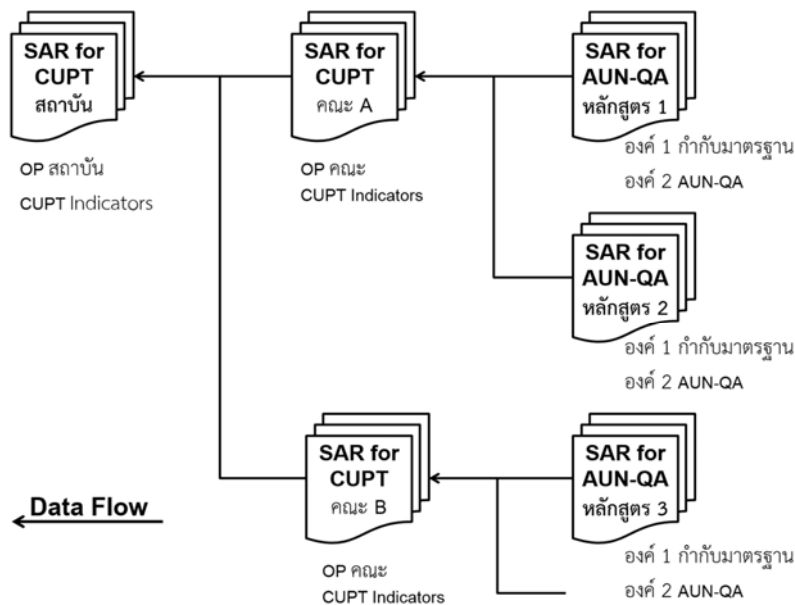 SAR for
CUPT
สถาบัน
OP สถาบัน
CUPT Indicators
SAR for
CUPT
คณะ A
OP คณะ
CUPT Indicators
SAR for
AUN-QA
หลักสูตร 1
องค์ 1 กำกับมาตรฐาน
องค์ 2 AUN-QA
SAR for
AUN-QA
หลักสูตร 2
องค์ 1 กำกับมาตรฐาน
องค์ 2 AUN-QA
SAR for
CUPT
คณะ B
OP คณะ
CUPT Indicators
SAR for
AUN-QA
หลักสูตร 3
องค์ 1 กำกับมาตรฐาน
องค์ 2 AUN-QA
Data Flow